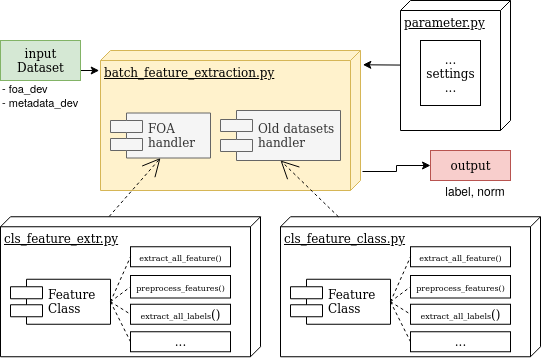 parameter.py
...
settings
...
input
Dataset
- foa_dev
- metadata_dev
batch_feature_extraction.py
FOA
handler
Old datasets
handler
output
label, norm
cls_feature_extr.py
Feature
Class
extract_all_feature()
preprocess_features()
extract_all_labels()
...
cls_feature_class.py
Feature
Class
extract_all_feature()
preprocess_features()
extract_all_labels()
...